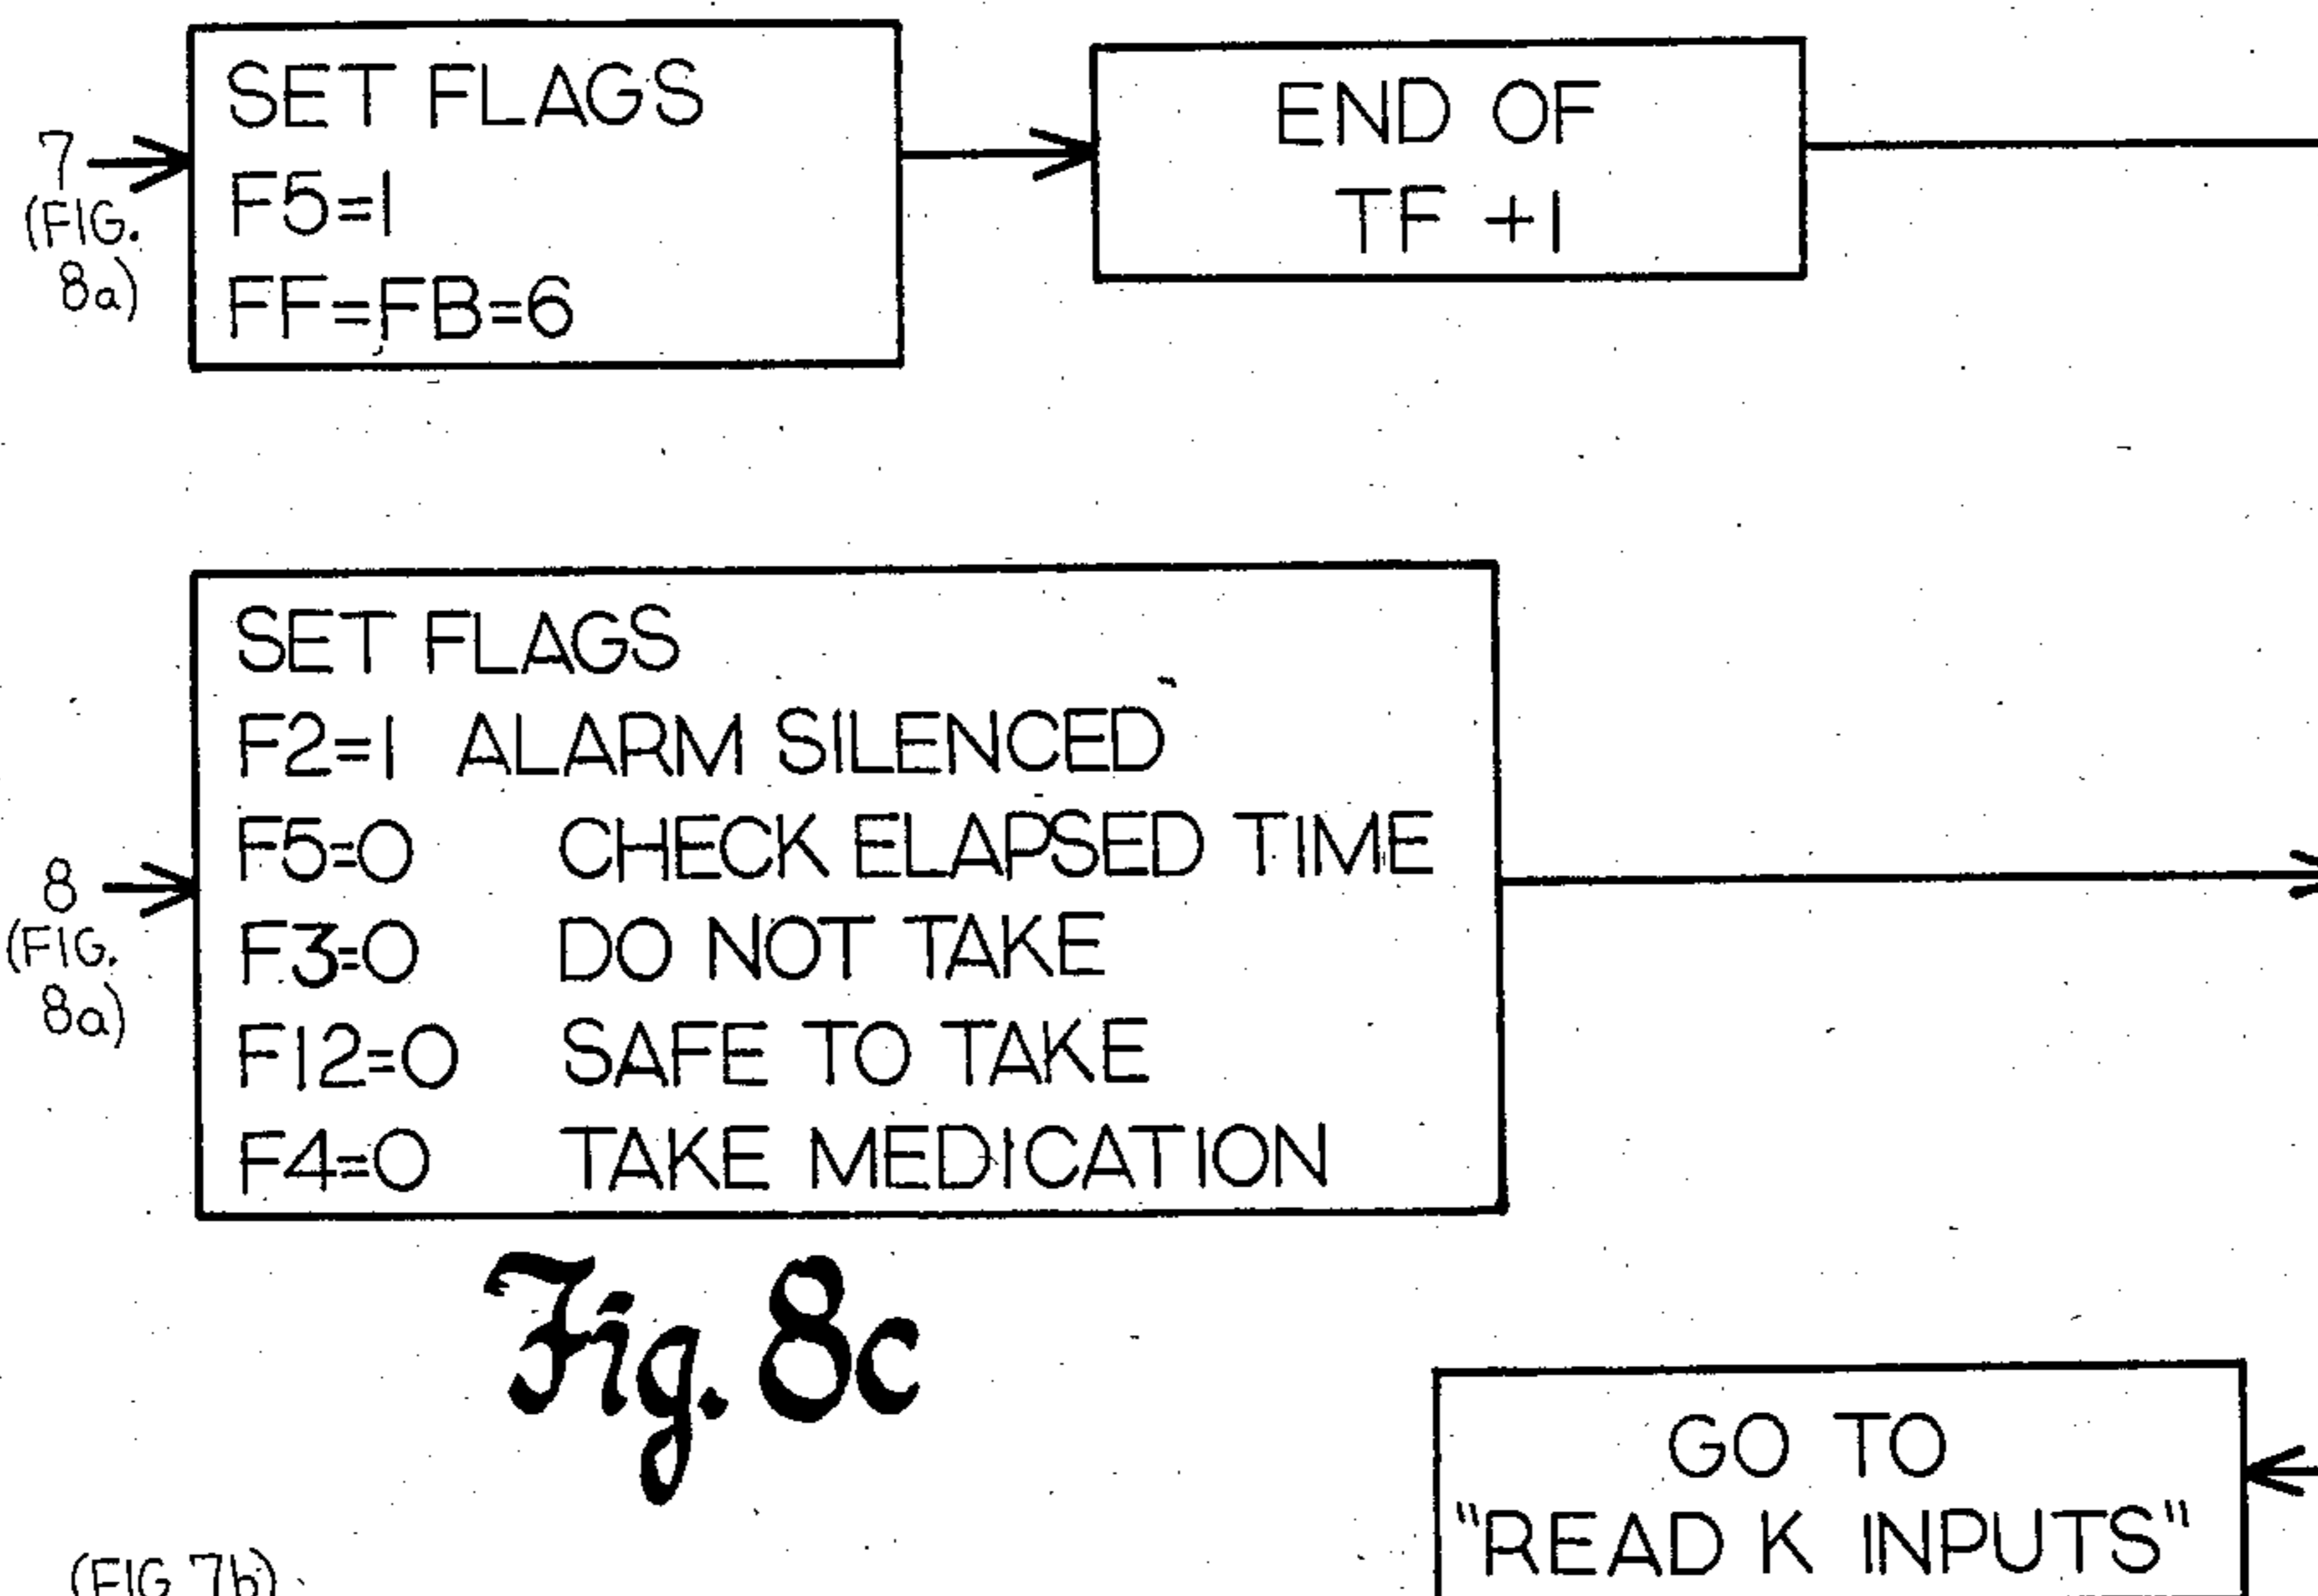 7
(FIG.
8a)
SET FLAGS
F5=1
FF=FB=6
END OF
TF +1
8
(FIG.
8a)
SET FLAGS
F2=1 ALARM SILENCED
F5=0 CHECK ELAPSED TIME
F3=0 DO NOT TAKE
F12=0 SAFE TO TAKE
F4=0 TAKE MEDICATION
Fig. 8c
GO TO
"READ K INPUTS"
(FIG 7b)